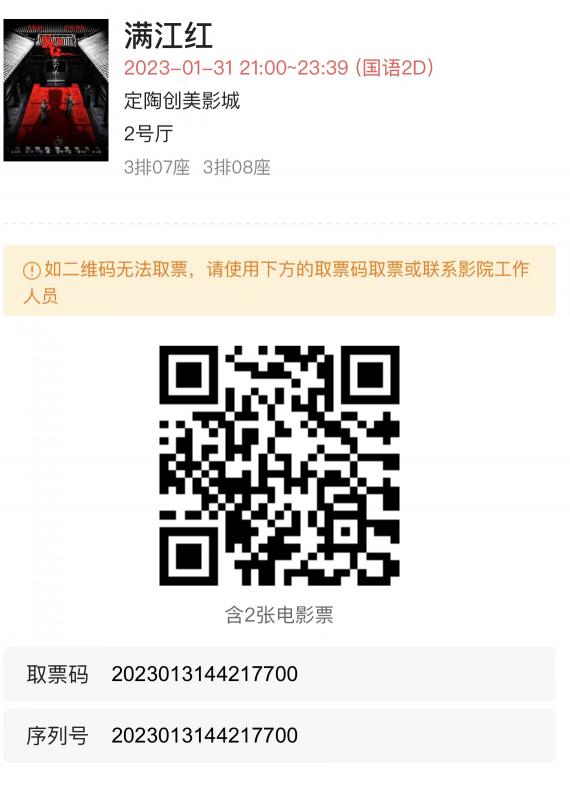 满江红
2023-01-31 21:00~23:39 (国语2D)
定陶创美影城
2号厅
3排07座 3排08座
如二维码无法取票，请使用下方的取票码取票或联系影院工作
人员
含2张电影票
取票码 2023013144217700
序列号 2023013144217700